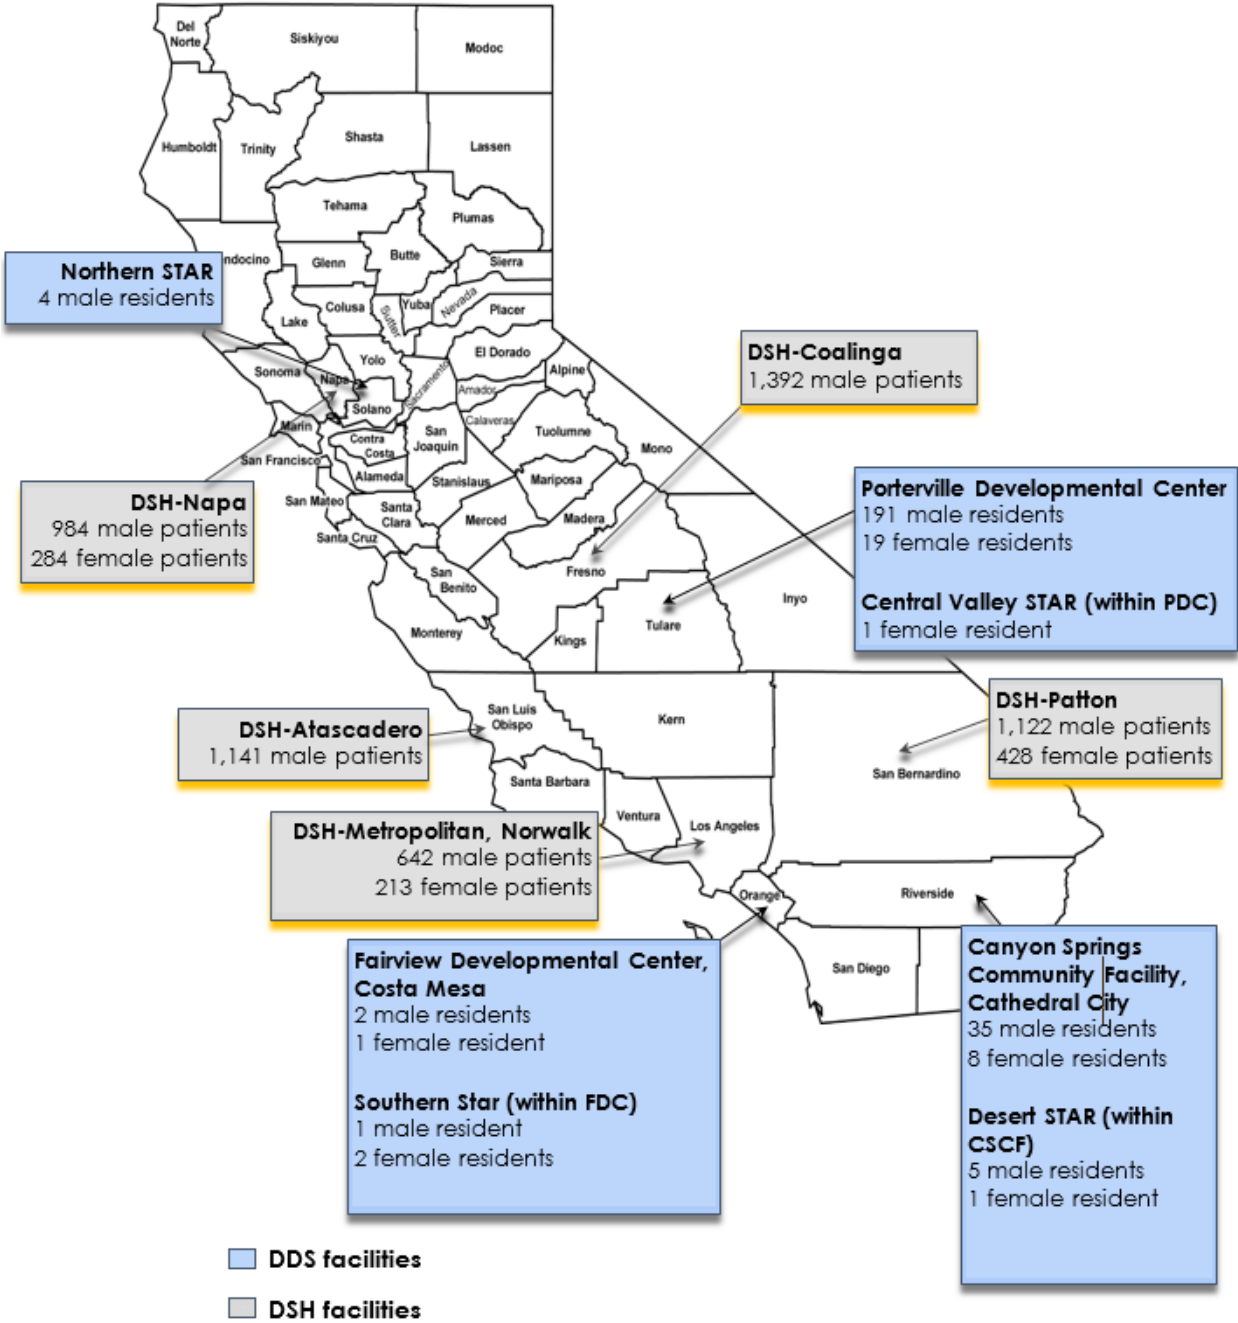 Del
Norte
Siskiyou
Modoc
Humboldt
Trinity
Shasta
Lassen
Tehama
Plumas
ndocino
Glenn
Butte
Sierra
Northern STAR
4 male residents
Lake
Colusa
Sutter
Yuba
Nevada
Placer
Sonoma
Napa
Yolo
El Dorado
Alpine
Sacramento
Amador
Solano
Calaveras
DSH-Coalinga
1,392 male patients
Marin
Contra
Costa
San
Joaquin
Tuolumne
Mono
San Francisco
Alameda
Stanislaus
Mariposa
DSH-Napa
984 male patients
284 female patients
San Mateo
Santa
Clara
Merced
Madera
Santa Cruz
Porterville Developmental Center
191 male residents
19 female residents
Central Valley STAR (within PDC)
1 female resident
San
Benito
Fresno
Inyo
Monterey
Kings
Tulare
DSH-Atascadero
1,141 male patients
San Luis
Obispo
Kern
DSH-Patton
1,122 male patients
428 female patients
San Bernardino
Santa Barbara
Ventura
Los Angeles
DSH-Metropolitan, Norwalk
642 male patients
213 female patients
Orange
Riverside
San Diego
Fairview Developmental Center,
Costa Mesa
2 male residents
1 female resident
Southern Star (within FDC)
1 male resident
2 female residents
Canyon Springs
Community Facility,
Cathedral City
35 male residents
8 female residents
Desert STAR (within
CSCF)
5 male residents
1 female resident
DDS facilities
DSH facilities